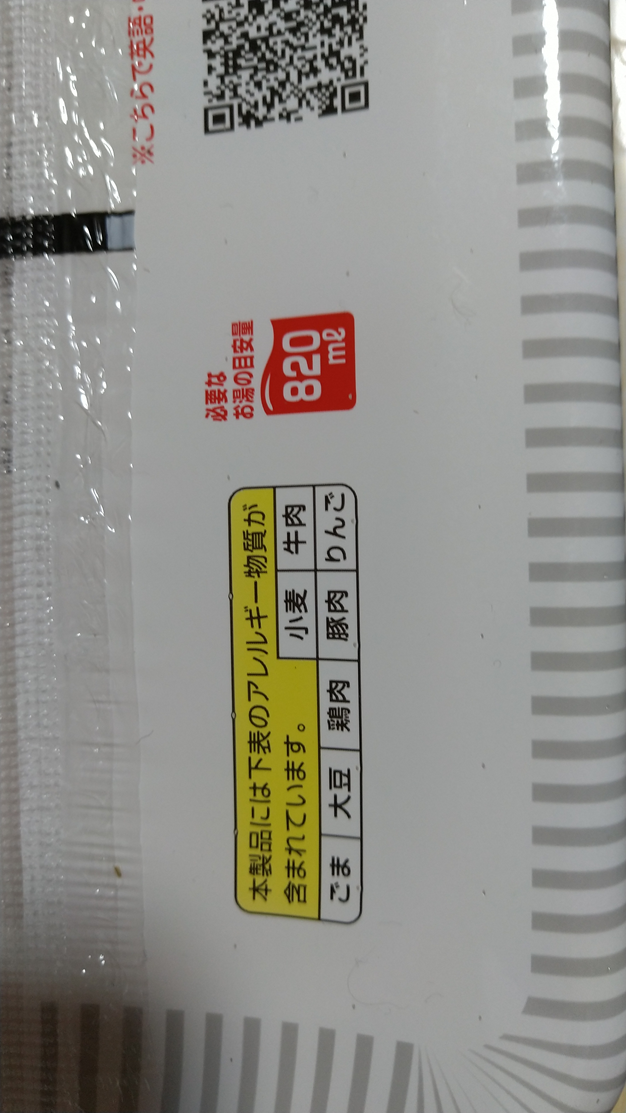 ※こちらで英語・
必要な
お湯の目安量
820
mℓ
本製品には下表のアレルギー物質が
含まれています。
小麦 牛肉
ごま 大豆 鶏肉 豚肉 りんご